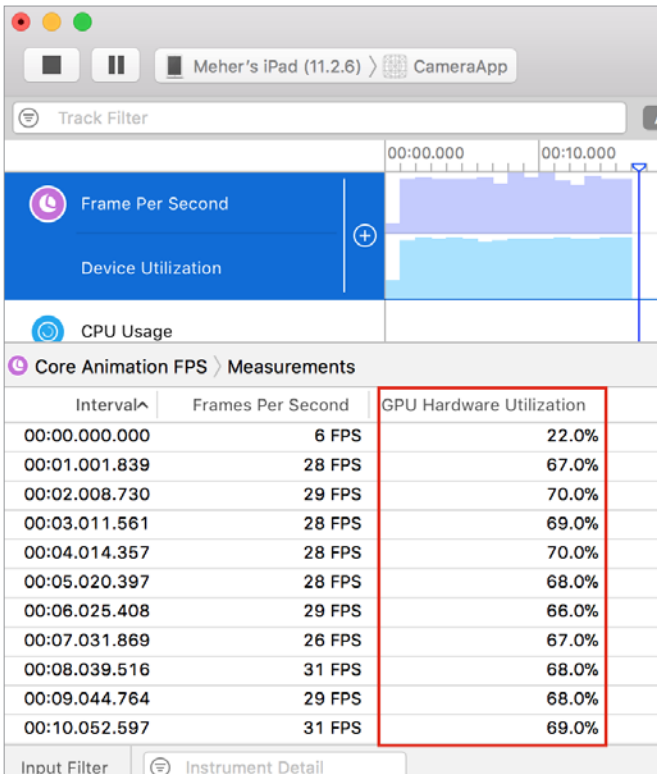 Meher's iPad (11.2.6) 〉 CameraApp
Track Filter
00:00.000 00:10.000
Frame Per Second
Device Utilization
CPU Usage
Core Animation FPS 〉 Measurements
Interval Frames Per Second GPU Hardware Utilization
00:00.000.000 6 FPS 22.0%
00:01.001.839 28 FPS 67.0%
00:02.008.730 29 FPS 70.0%
00:03.011.561 28 FPS 69.0%
00:04.014.357 28 FPS 70.0%
00:05.020.397 28 FPS 68.0%
00:06.025.408 29 FPS 66.0%
00:07.031.869 26 FPS 67.0%
00:08.039.516 31 FPS 68.0%
00:09.044.764 29 FPS 68.0%
00:10.052.597 31 FPS 69.0%
Input Filter Instrument Detail